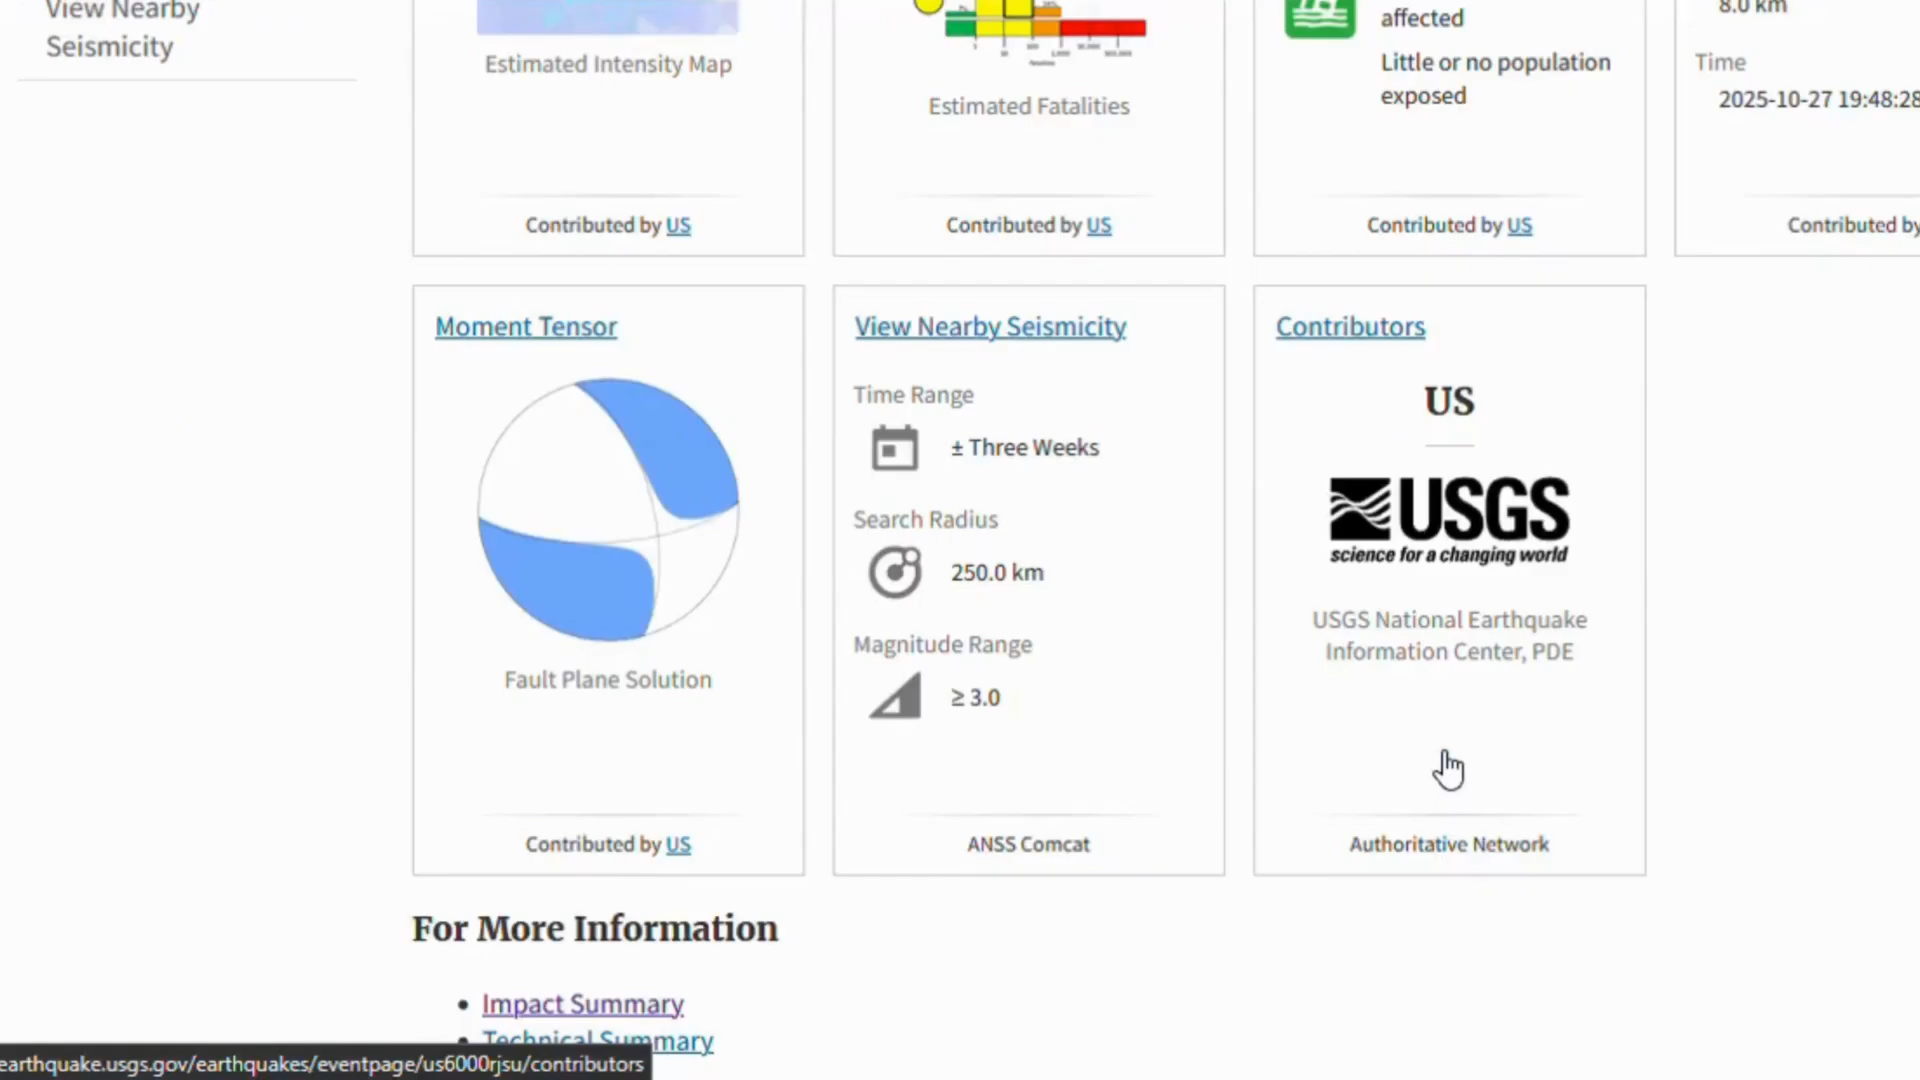 View Nearby
Seismicity
Estimated Intensity Map
Contributed by US
Estimated Fatalities
Contributed by US
affected
Little or no population
exposed
Contributed by US
8.0 km
Time
2025-10-27 19:48:28
Contributed by
Moment Tensor
Fault Plane Solution
Contributed by US
View Nearby Seismicity
Time Range
± Three Weeks
Search Radius
250.0 km
Magnitude Range
≥ 3.0
ANSS Comcat
Contributors
US
USGS
science for a changing world
USGS National Earthquake
Information Center, PDE
Authoritative Network
For More Information
• Impact Summary
• Technical Summary
earthquake.usgs.gov/earthquakes/eventpage/us6000rjsu/contributors